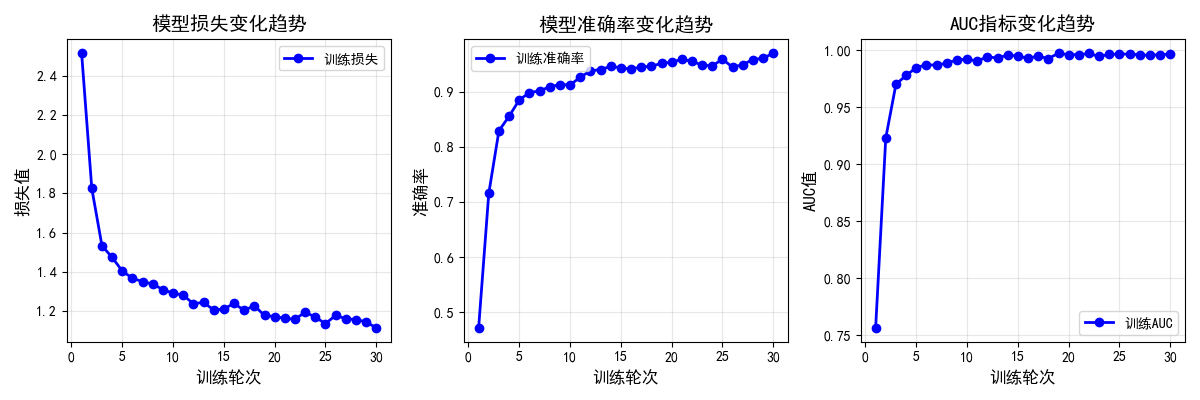 模型损失变化趋势
训练损失
损失值
2.4
2.2
2.0
1.8
1.6
1.4
1.2
0 5 10 15 20 25 30
训练轮次
模型准确率变化趋势
训练准确率
准确率
0.9
0.8
0.7
0.6
0.5
0 5 10 15 20 25 30
训练轮次
AUC指标变化趋势
AUC值
1.00
0.95
0.90
0.85
0.80
0.75
训练AUC
0 5 10 15 20 25 30
训练轮次